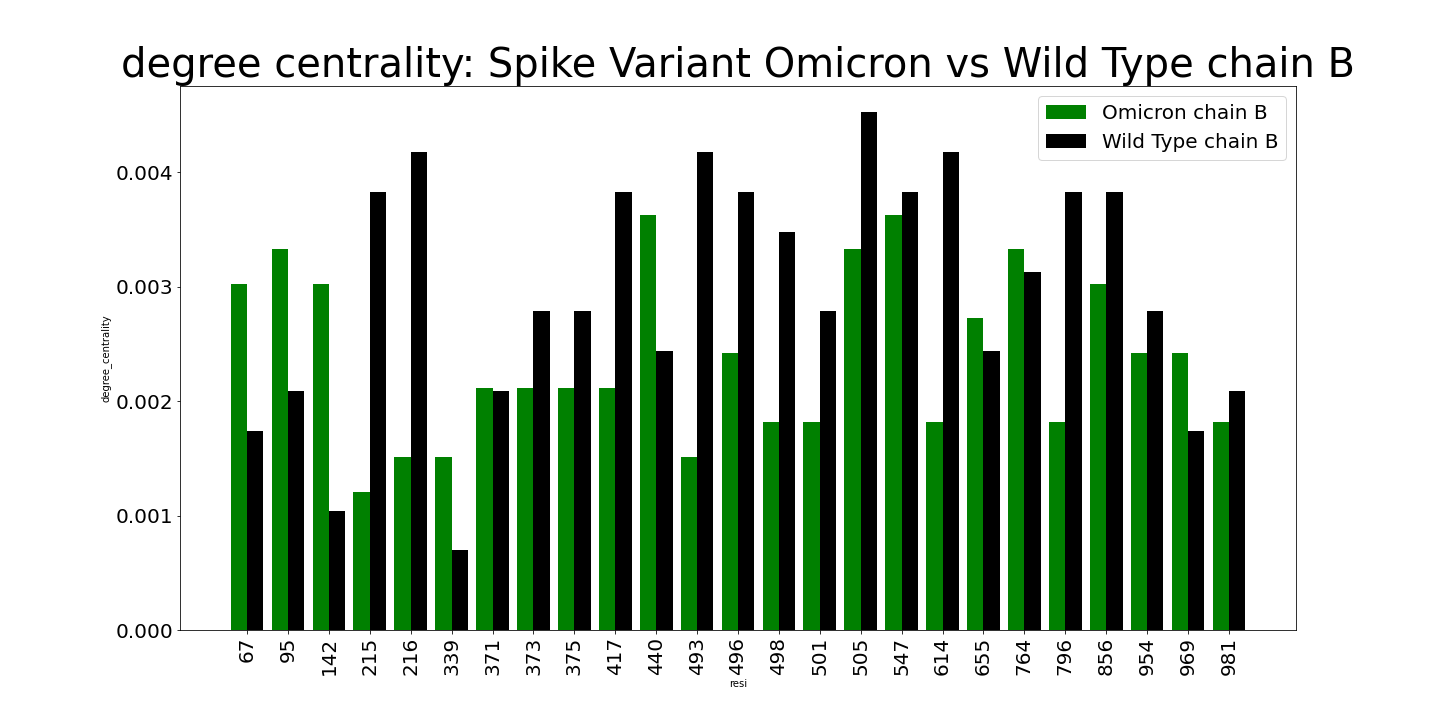 degree centrality: Spike Variant Omicron vs Wild Type chain B
Omicron chain B
Wild Type chain B
0.004
0.003
0.002
0.001
0.000
degree_centrality
67 95 142 215 216 339 371 373 375 417 440 493 496 498 501 505 547 614 655 764 796 856 954 969 981
resi